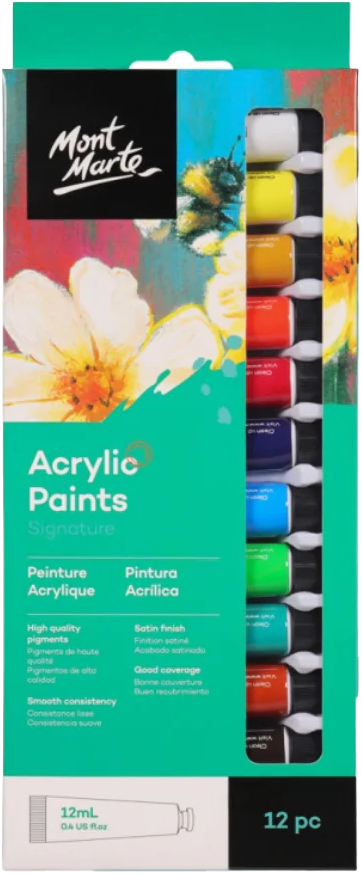 Mont
Marte
Acrylic
Paints
Signature
Peinture
Acrylique
Pintura
Acrílica
High quality
pigments
Pigments de haute
qualité
Pigmentos de alta
calidad
Smooth consistency
Consistance lisse
Consistencia suave
Satin finish
Finition satiné
Acabado satinado
Good coverage
Bonne couverture
Buen recubrimiento
12mL
0.4 US fl.oz
12 pc